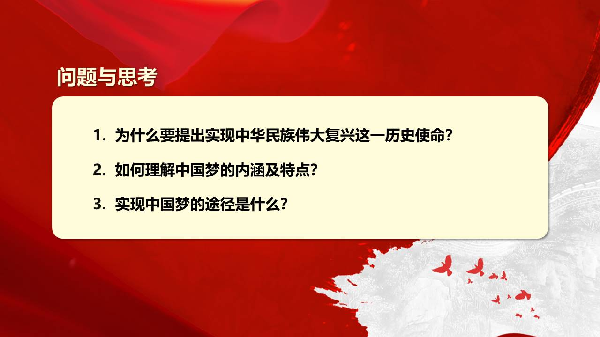 问题与思考
1. 为什么要提出实现中华民族伟大复兴这一历史使命?
2. 如何理解中国梦的内涵及特点?
3. 实现中国梦的途径是什么?